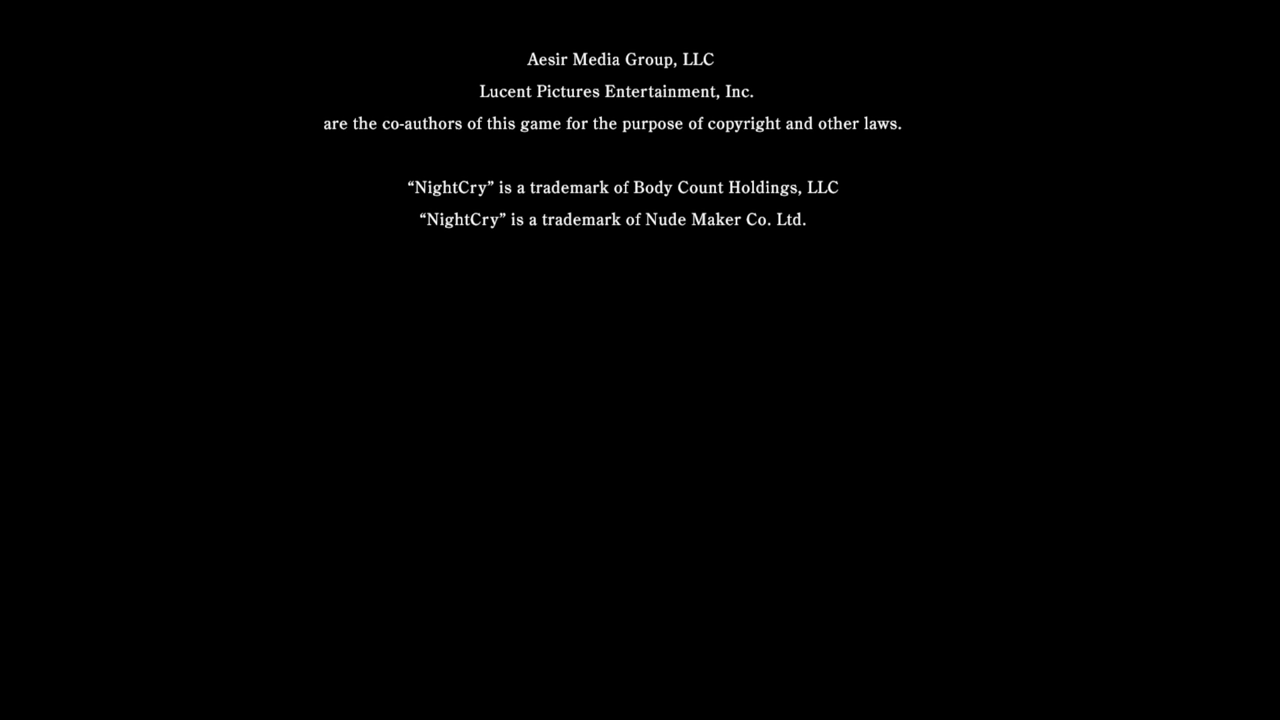 Aesir Media Group, LLC
Lucent Pictures Entertainment, Inc.
are the co-authors of this game for the purpose of copyright and other laws.
“NightCry” is a trademark of Body Count Holdings, LLC
“NightCry” is a trademark of Nude Maker Co. Ltd.